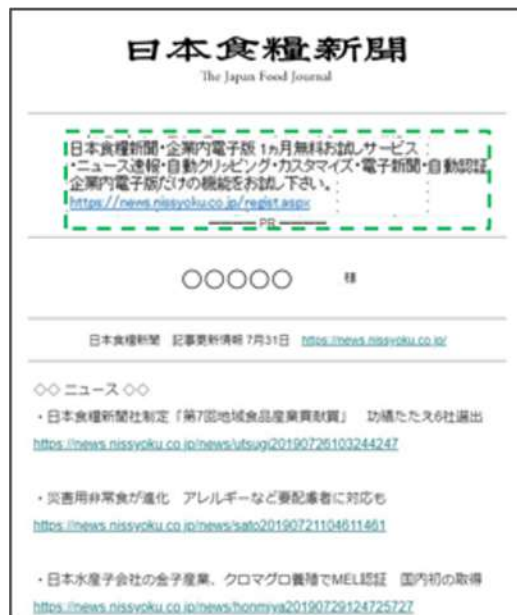 日本食糧新聞
The Japan Food Journal
日本食糧新聞・企業内電子版 1ヵ月無料お試しサービス
・ニュース速報・自動クリッピング・カスタマイズ・電子新聞・自動認証
企業内電子版だけの機能をお試し下さい。
https://news.nissyoku.co.jp/regist.aspx
PR
〇〇〇〇〇 様
日本食糧新聞 記事更新情報 7月31日 https://news.nissyoku.co.jp/
◇◇ ニュース ◇◇
・日本食糧新聞社制定「第7回地域食品産業貢献賞」 功績たたえ6社選出
https://news.nissyoku.co.jp/news/utsugi20190726103244247
・災害用非常食が進化 アレルギーなど要配慮者に対応も
https://news.nissyoku.co.jp/news/sato20190721104611461
・日本水産子会社の金子産業、クロマグロ養殖でMEL認証 国内初の取得
https://news.nissyoku.co.jp/news/honmiya20190729124725727